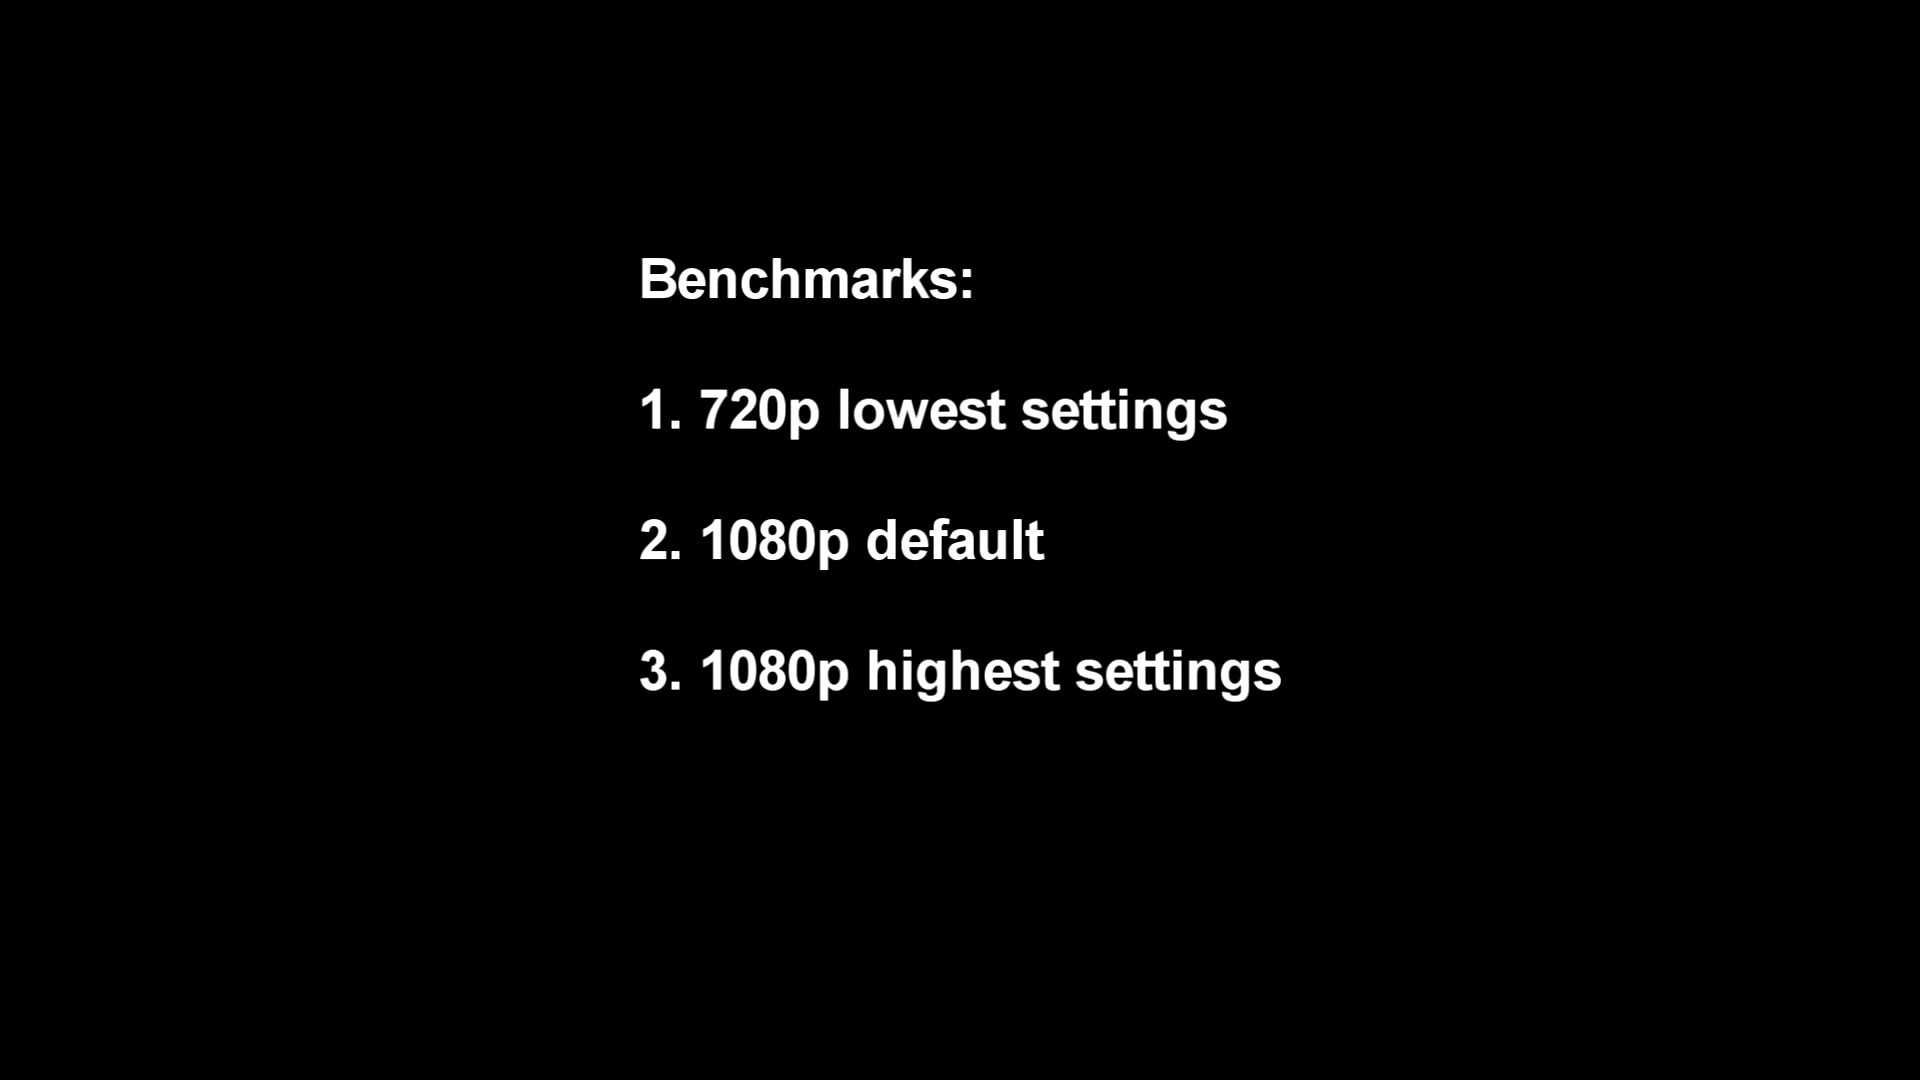 Benchmarks:
1. 720p lowest settings
2. 1080p default
3. 1080p highest settings